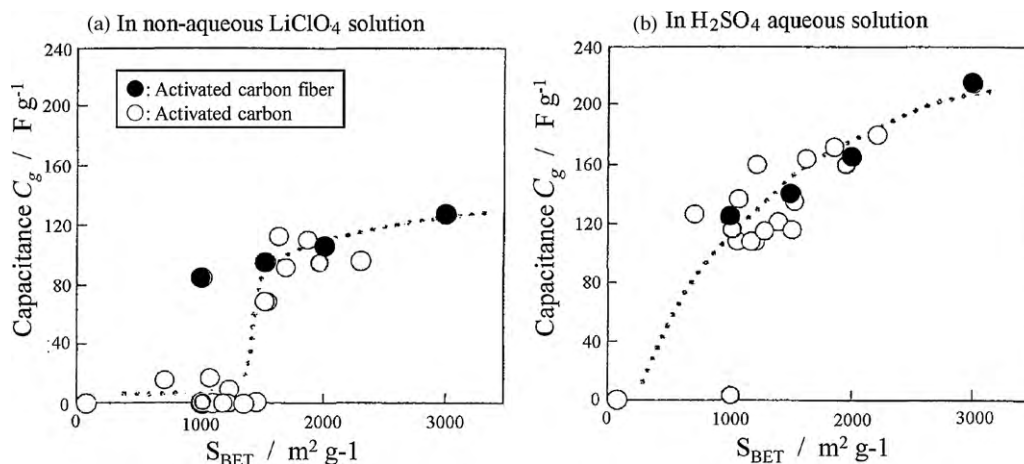 (a) In non-aqueous LiClO4 solution
Capacitance Cg / F g-1
240
200
160
120
80
40
0
●: Activated carbon fiber
○: Activated carbon
0
1000
2000
3000
SBET / m2 g-1
(b) In H2SO4 aqueous solution
Capacitance Cg / F g-1
240
200
160
120
80
40
0
0
1000
2000
3000
SBET / m2 g-1